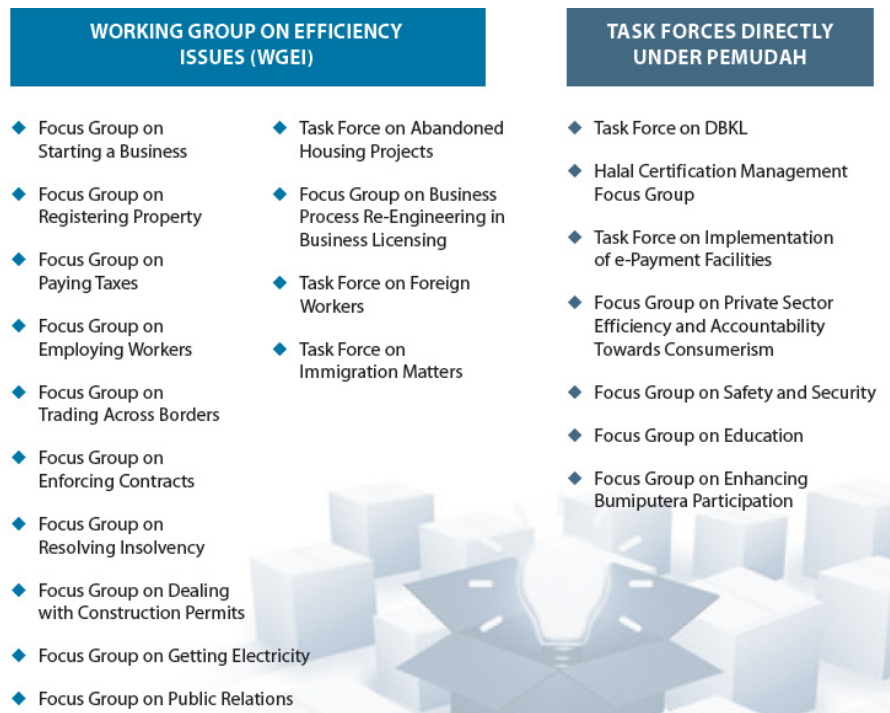 WORKING GROUP ON EFFICIENCY
ISSUES (WGEI)
Focus Group on
Starting a Business
Focus Group on
Registering Property
Focus Group on
Paying Taxes
Focus Group on
Employing Workers
Focus Group on
Trading Across Borders
Focus Group on
Enforcing Contracts
Focus Group on
Resolving Insolvency
Focus Group on Dealing
with Construction Permits
Focus Group on Getting Electricity
Focus Group on Public Relations
Task Force on Abandoned
Housing Projects
Focus Group on Business
Process Re-Engineering in
Business Licensing
Task Force on Foreign
Workers
Task Force on
Immigration Matters
TASK FORCES DIRECTLY
UNDER PEMUDAH
Task Force on DBKL
Halal Certification Management
Focus Group
Task Force on Implementation
of e-Payment Facilities
Focus Group on Private Sector
Efficiency and Accountability
Towards Consumerism
Focus Group on Safety and Security
Focus Group on Education
Focus Group on Enhancing
Bumiputera Participation